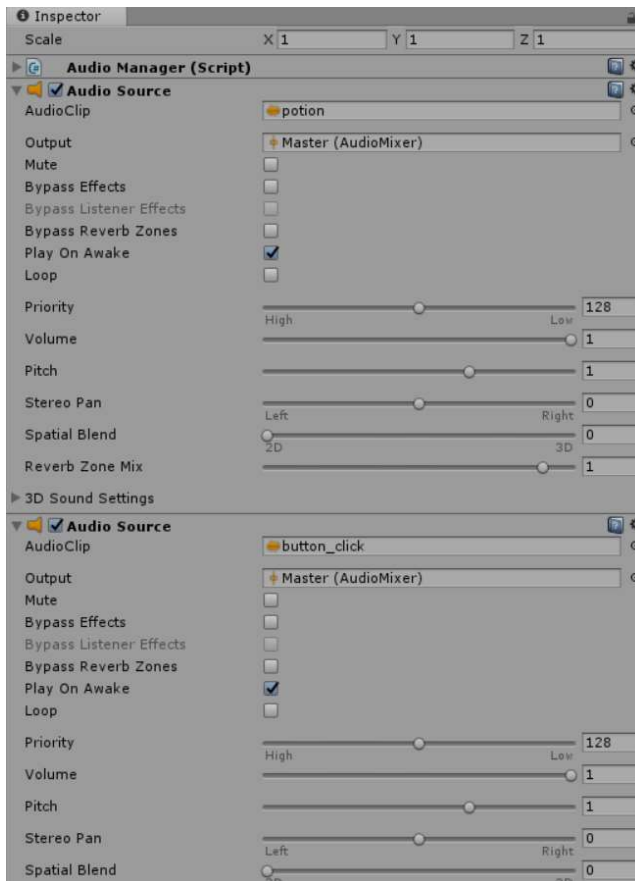 Inspector
Scale X 1 Y 1 Z 1
Audio Manager (Script)
Audio Source
AudioClip potion
Output Master (AudioMixer)
Mute
Bypass Effects
Bypass Listener Effects
Bypass Reverb Zones
Play On Awake
Loop
Priority 128
High Low
Volume 1
Pitch 1
Stereo Pan 0
Left Right
Spatial Blend 0
2D 3D
Reverb Zone Mix 1
3D Sound Settings
Audio Source
AudioClip button_click
Output Master (AudioMixer)
Mute
Bypass Effects
Bypass Listener Effects
Bypass Reverb Zones
Play On Awake
Loop
Priority 128
High Low
Volume 1
Pitch 1
Stereo Pan 0
Left Right
Spatial Blend 0